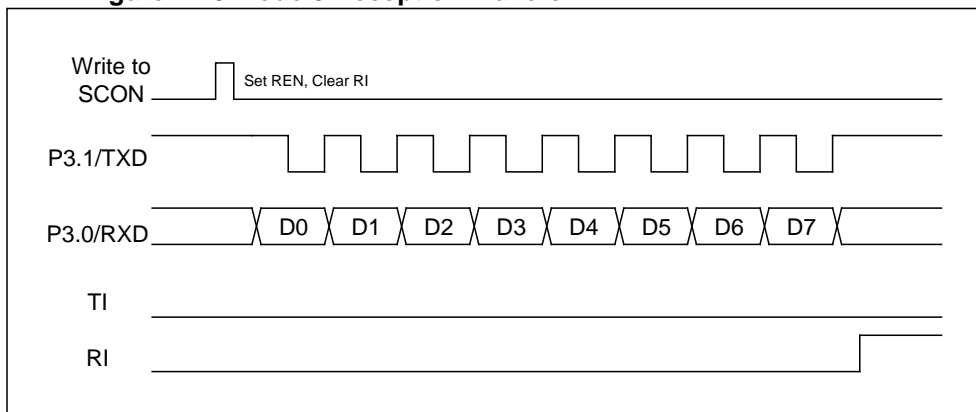 Write to
SCON
Set REN, Clear RI
P3.1/TXD
P3.0/RXD
D0 D1 D2 D3 D4 D5 D6 D7
TI
RI